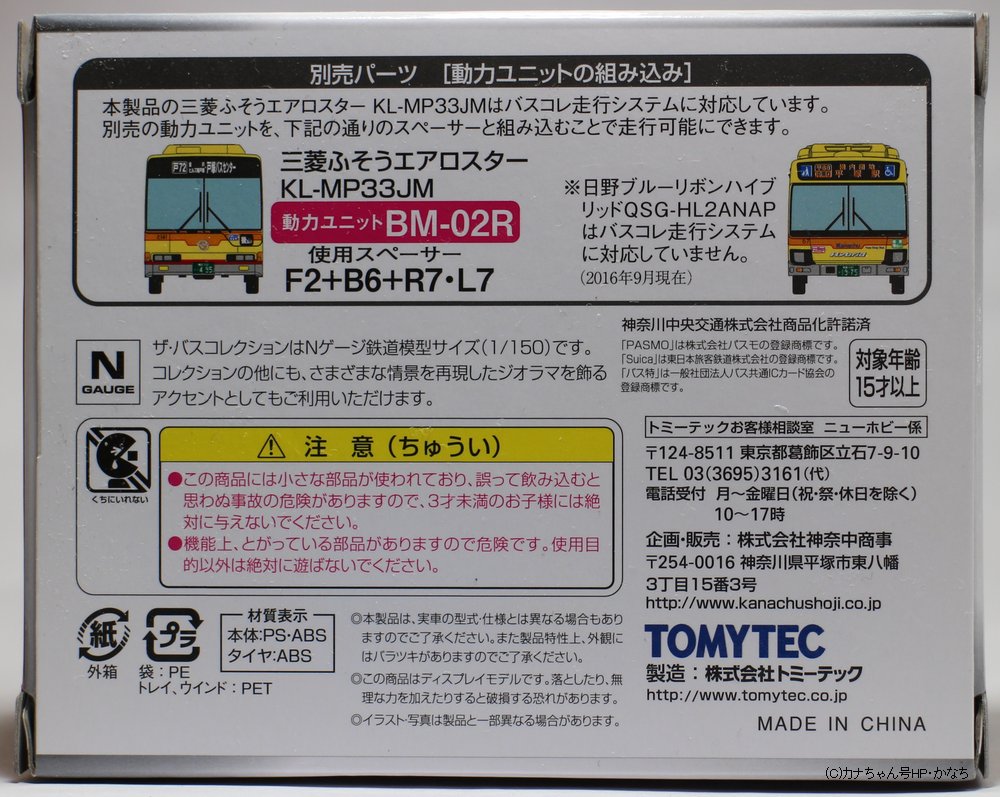 別売パーツ [動力ユニットの組み込み]
本製品の三菱ふそうエアロスター KL-MP33JMはバスコレ走行システムに対応しています。
別売の動力ユニットを、下記の通りのスペーサーと組み込むことで走行可能にできます。
戸72 戸塚バスセンター
三菱ふそうエアロスター
KL-MP33JM
動力ユニット BM-02R
使用スペーサー
F2+B6+R7・L7
※日野ブルーリボンハイブ
リッドQSG-HL2ANAP
はバスコレ走行システム
に対応していません。
(2016年9月現在)
平塚駅
Kanachu
HYBRID
N
GAUGE
ザ・バスコレクションはNゲージ鉄道模型サイズ(1/150)です。
コレクションの他にも、さまざまな情景を再現したジオラマを飾る
アクセントとしてもご利用いただけます。
神奈川中央交通株式会社商品化許諾済
「PASMO」は株式会社パスモの登録商標です。
「Suica」は東日本旅客鉄道株式会社の登録商標です。
「バス特」は一般社団法人バス共通ICカード協会の
登録商標です。
対象年齢
15才以上
くちにいれない
注 意 (ちゅうい)
●この商品には小さな部品が使われており、誤って飲み込むと
思わぬ事故の危険がありますので、3才未満のお子様には絶
対に与えないでください。
●機能上、とがっている部品がありますので危険です。使用目
的以外は絶対に遊ばないでください。
トミーテックお客様相談室 ニューホビー係
〒124-8511 東京都葛飾区立石7-9-10
TEL 03(3695)3161(代)
電話受付 月〜金曜日(祝・祭・休日を除く)
10〜17時
企画・販売：株式会社神奈中商事
〒254-0016 神奈川県平塚市東八幡
3丁目15番3号
http://www.kanachushoji.co.jp
TOMYTEC
製造：株式会社トミーテック
http://www.tomytec.co.jp
MADE IN CHINA
紙
外箱
プラ
袋：PE
トレイ、ウインド：PET
材質表示
本体:PS・ABS
タイヤ:ABS
◎本製品は、実車の型式・仕様とは異なる場合もあり
ますのでご了承ください。また製品特性上、外観に
はバラツキがありますのでご了承ください。
◎この商品はディスプレイモデルです。落としたり、無
理な力を加えたりすると破損する恐れがあります。
◎イラスト・写真は製品と一部異なる場合があります。
(C)カナちゃん号HP・かなち